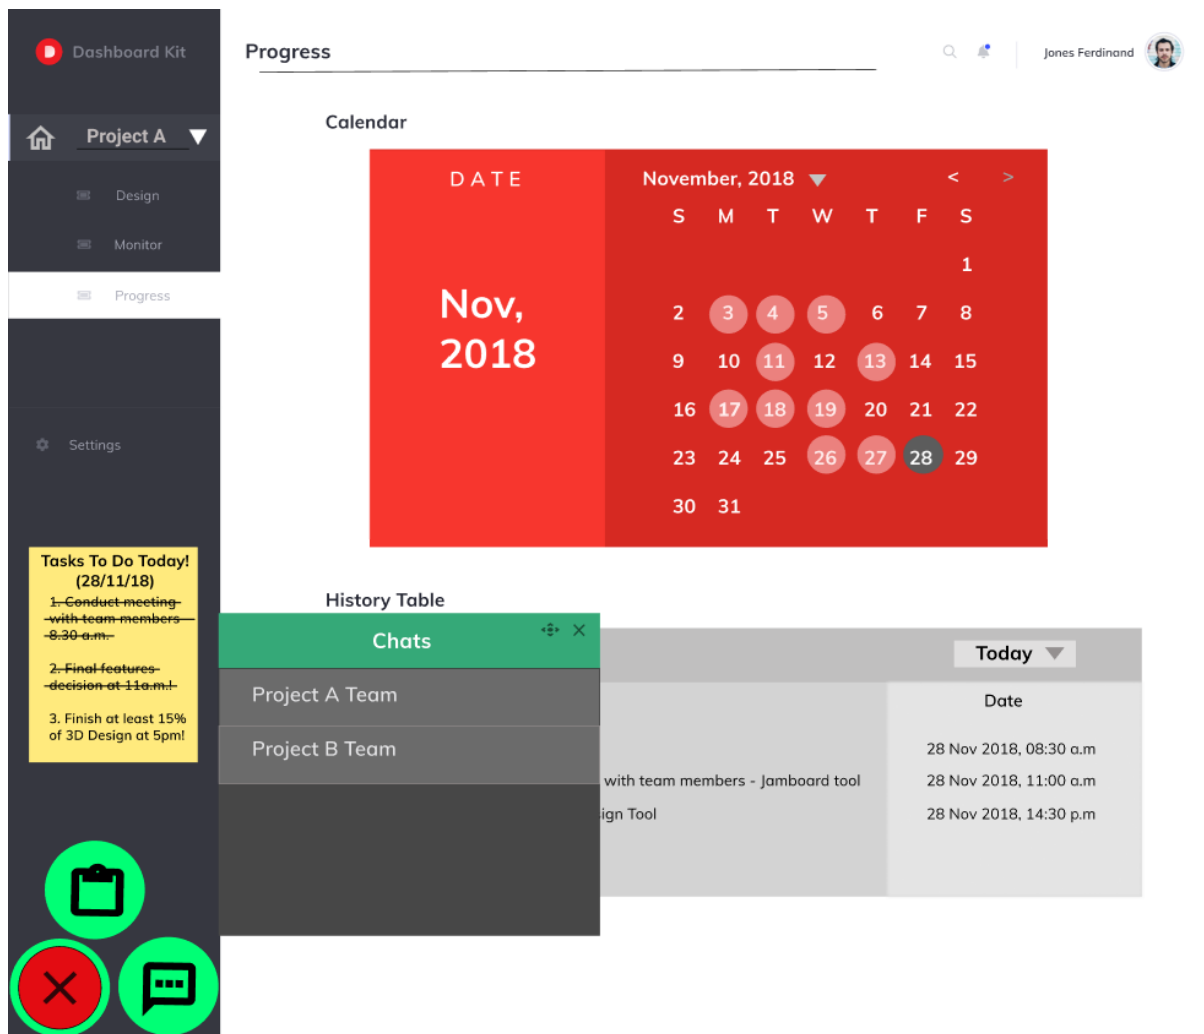 Dashboard Kit
Progress
Jones Ferdinand
Project A
Design
Monitor
Progress
Settings
Tasks To Do Today!
(28/11/18)
1. Conduct meeting
with team members
8.30 a.m.
2. Final features
decision at 11a.m.!
3. Finish at least 15%
of 3D Design at 5pm!
Calendar
DATE
Nov,
2018
November, 2018 < >
S M T W T F S
1
2 3 4 5 6 7 8
9 10 11 12 13 14 15
16 17 18 19 20 21 22
23 24 25 26 27 28 29
30 31
History Table
Chats
Project A Team
Project B Team
Today
Date
28 Nov 2018, 08:30 a.m
with team members - Jamboard tool 28 Nov 2018, 11:00 a.m
ign Tool 28 Nov 2018, 14:30 p.m